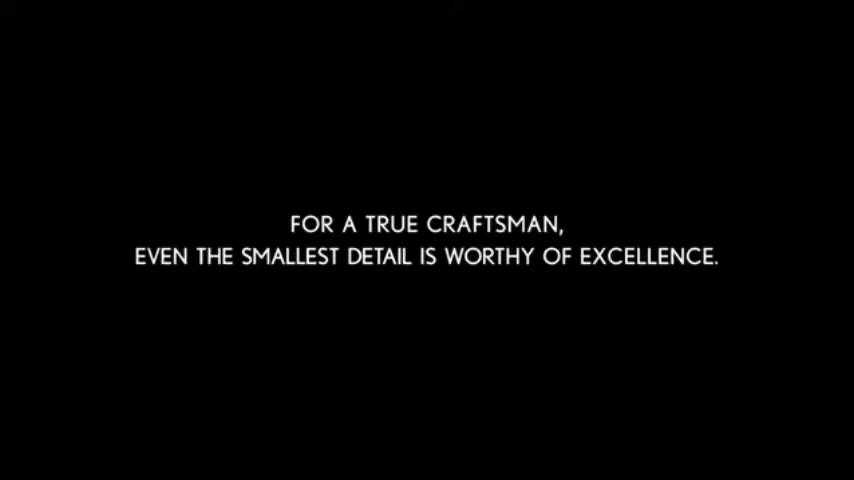 FOR A TRUE CRAFTSMAN,
EVEN THE SMALLEST DETAIL IS WORTHY OF EXCELLENCE.